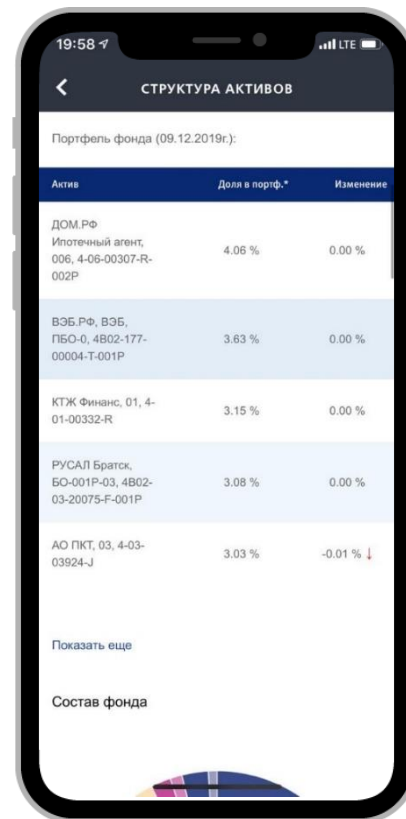 19:58
LTE
СТРУКТУРА АКТИВОВ
Портфель фонда (09.12.2019г.):
Актив Доля в портф.* Изменение
ДОМ.РФ
Ипотечный агент,
006, 4-06-00307-R-
002P
4.06 % 0.00 %
ВЭБ.РФ, ВЭБ,
ПБО-0, 4B02-177-
00004-T-001P
3.63 % 0.00 %
КТЖ Финанс, 01, 4-
01-00332-R
3.15 % 0.00 %
РУСАЛ Братск,
БО-001Р-03, 4B02-
03-20075-F-001P
3.08 % 0.00 %
АО ПКТ, 03, 4-03-
03924-J
3.03 % -0.01 % ↓
Показать еще
Состав фонда